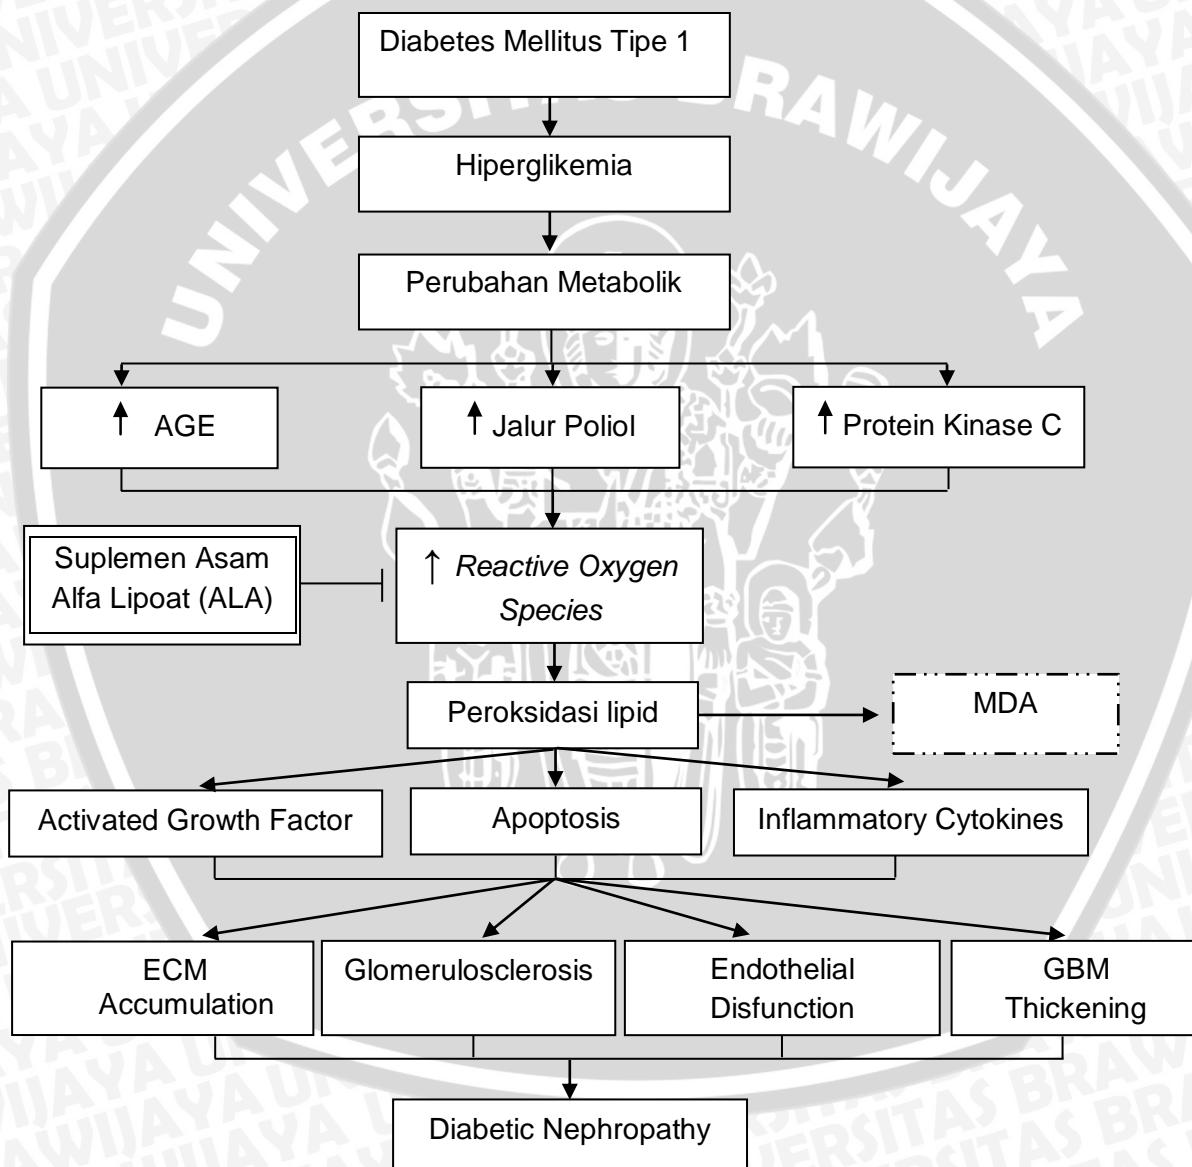 Diabetes Mellitus Tipe 1
UNIVERSITAS BRAWIJAYA
Hiperglikemia
Perubahan Metabolik
↑ AGE
↑ Jalur Poliol
↑ Protein Kinase C
Suplemen Asam
Alfa Lipoat (ALA)
↑ Reactive Oxygen
Species
Peroksidasi lipid
MDA
Activated Growth Factor
Apoptosis
Inflammatory Cytokines
ECM
Accumulation
Glomerulosclerosis
Endothelial
Disfunction
GBM
Thickening
Diabetic Nephropathy